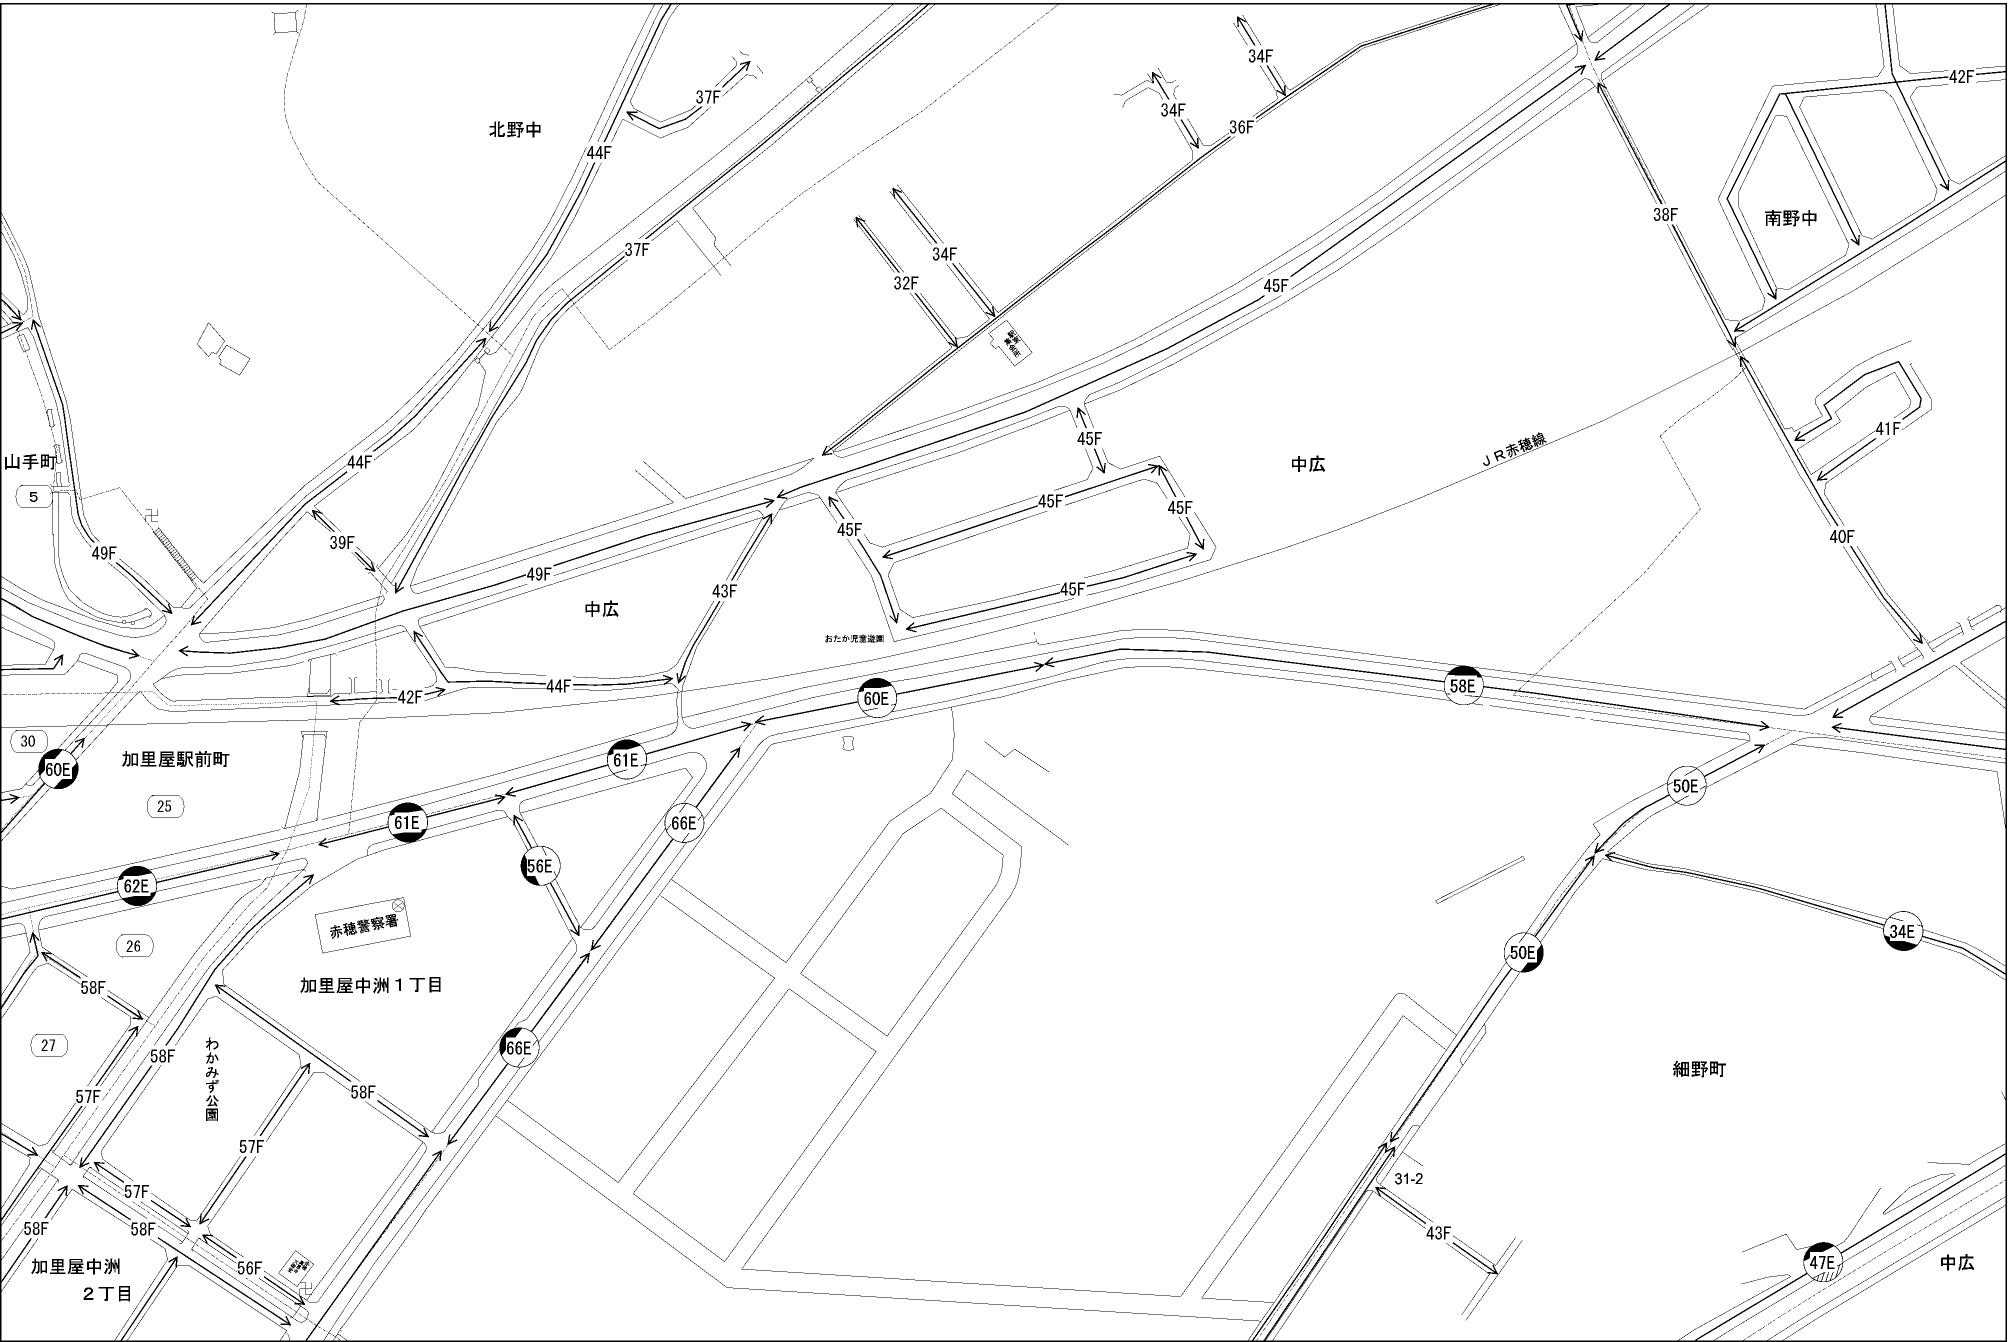 34F
37F
42F
34F
36F
北野中
44F
38F
南野中
37F
34F
32F
45F
41F
45F
JR赤穂線
山手町
44F
中広
5
45F
45F
45F
40F
39F
49F
49F
43F
45F
中広
おたか児童遊園
42F
44F
60E
58E
30
60E
加里屋駅前町
61E
50E
25
61E
66E
56E
62E
34E
赤穂警察署
26
50E
58F
加里屋中洲1丁目
27
66E
58F
わかみず公園
細野町
57F
58F
57F
31-2
57F
58F
58F
43F
加里屋中洲
2丁目
56F
47E
中広